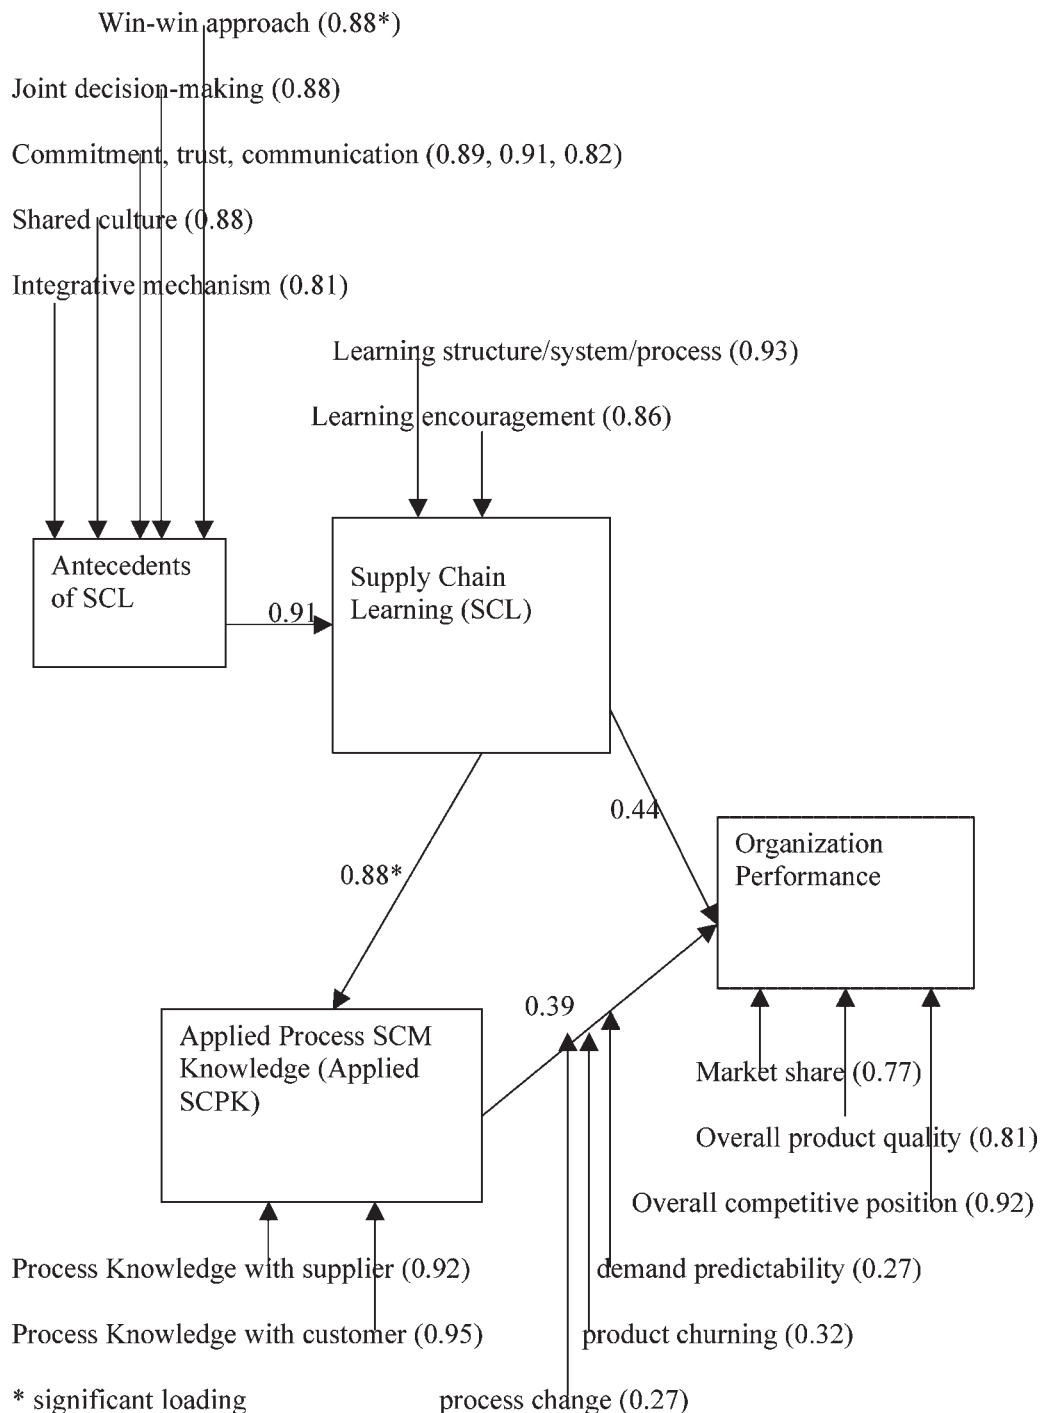 Win-win approach (0.88*)
Joint decision-making (0.88)
Commitment, trust, communication (0.89, 0.91, 0.82)
Shared culture (0.88)
Integrative mechanism (0.81)
Learning structure/system/process (0.93)
Learning encouragement (0.86)
Antecedents
of SCL
0.91
Supply Chain
Learning (SCL)
0.44
0.88*
Organization
Performance
0.39
Applied Process SCM
Knowledge (Applied
SCPK)
Market share (0.77)
Overall product quality (0.81)
Overall competitive position (0.92)
Process Knowledge with supplier (0.92)
demand predictability (0.27)
Process Knowledge with customer (0.95)
product churning (0.32)
* significant loading
process change (0.27)